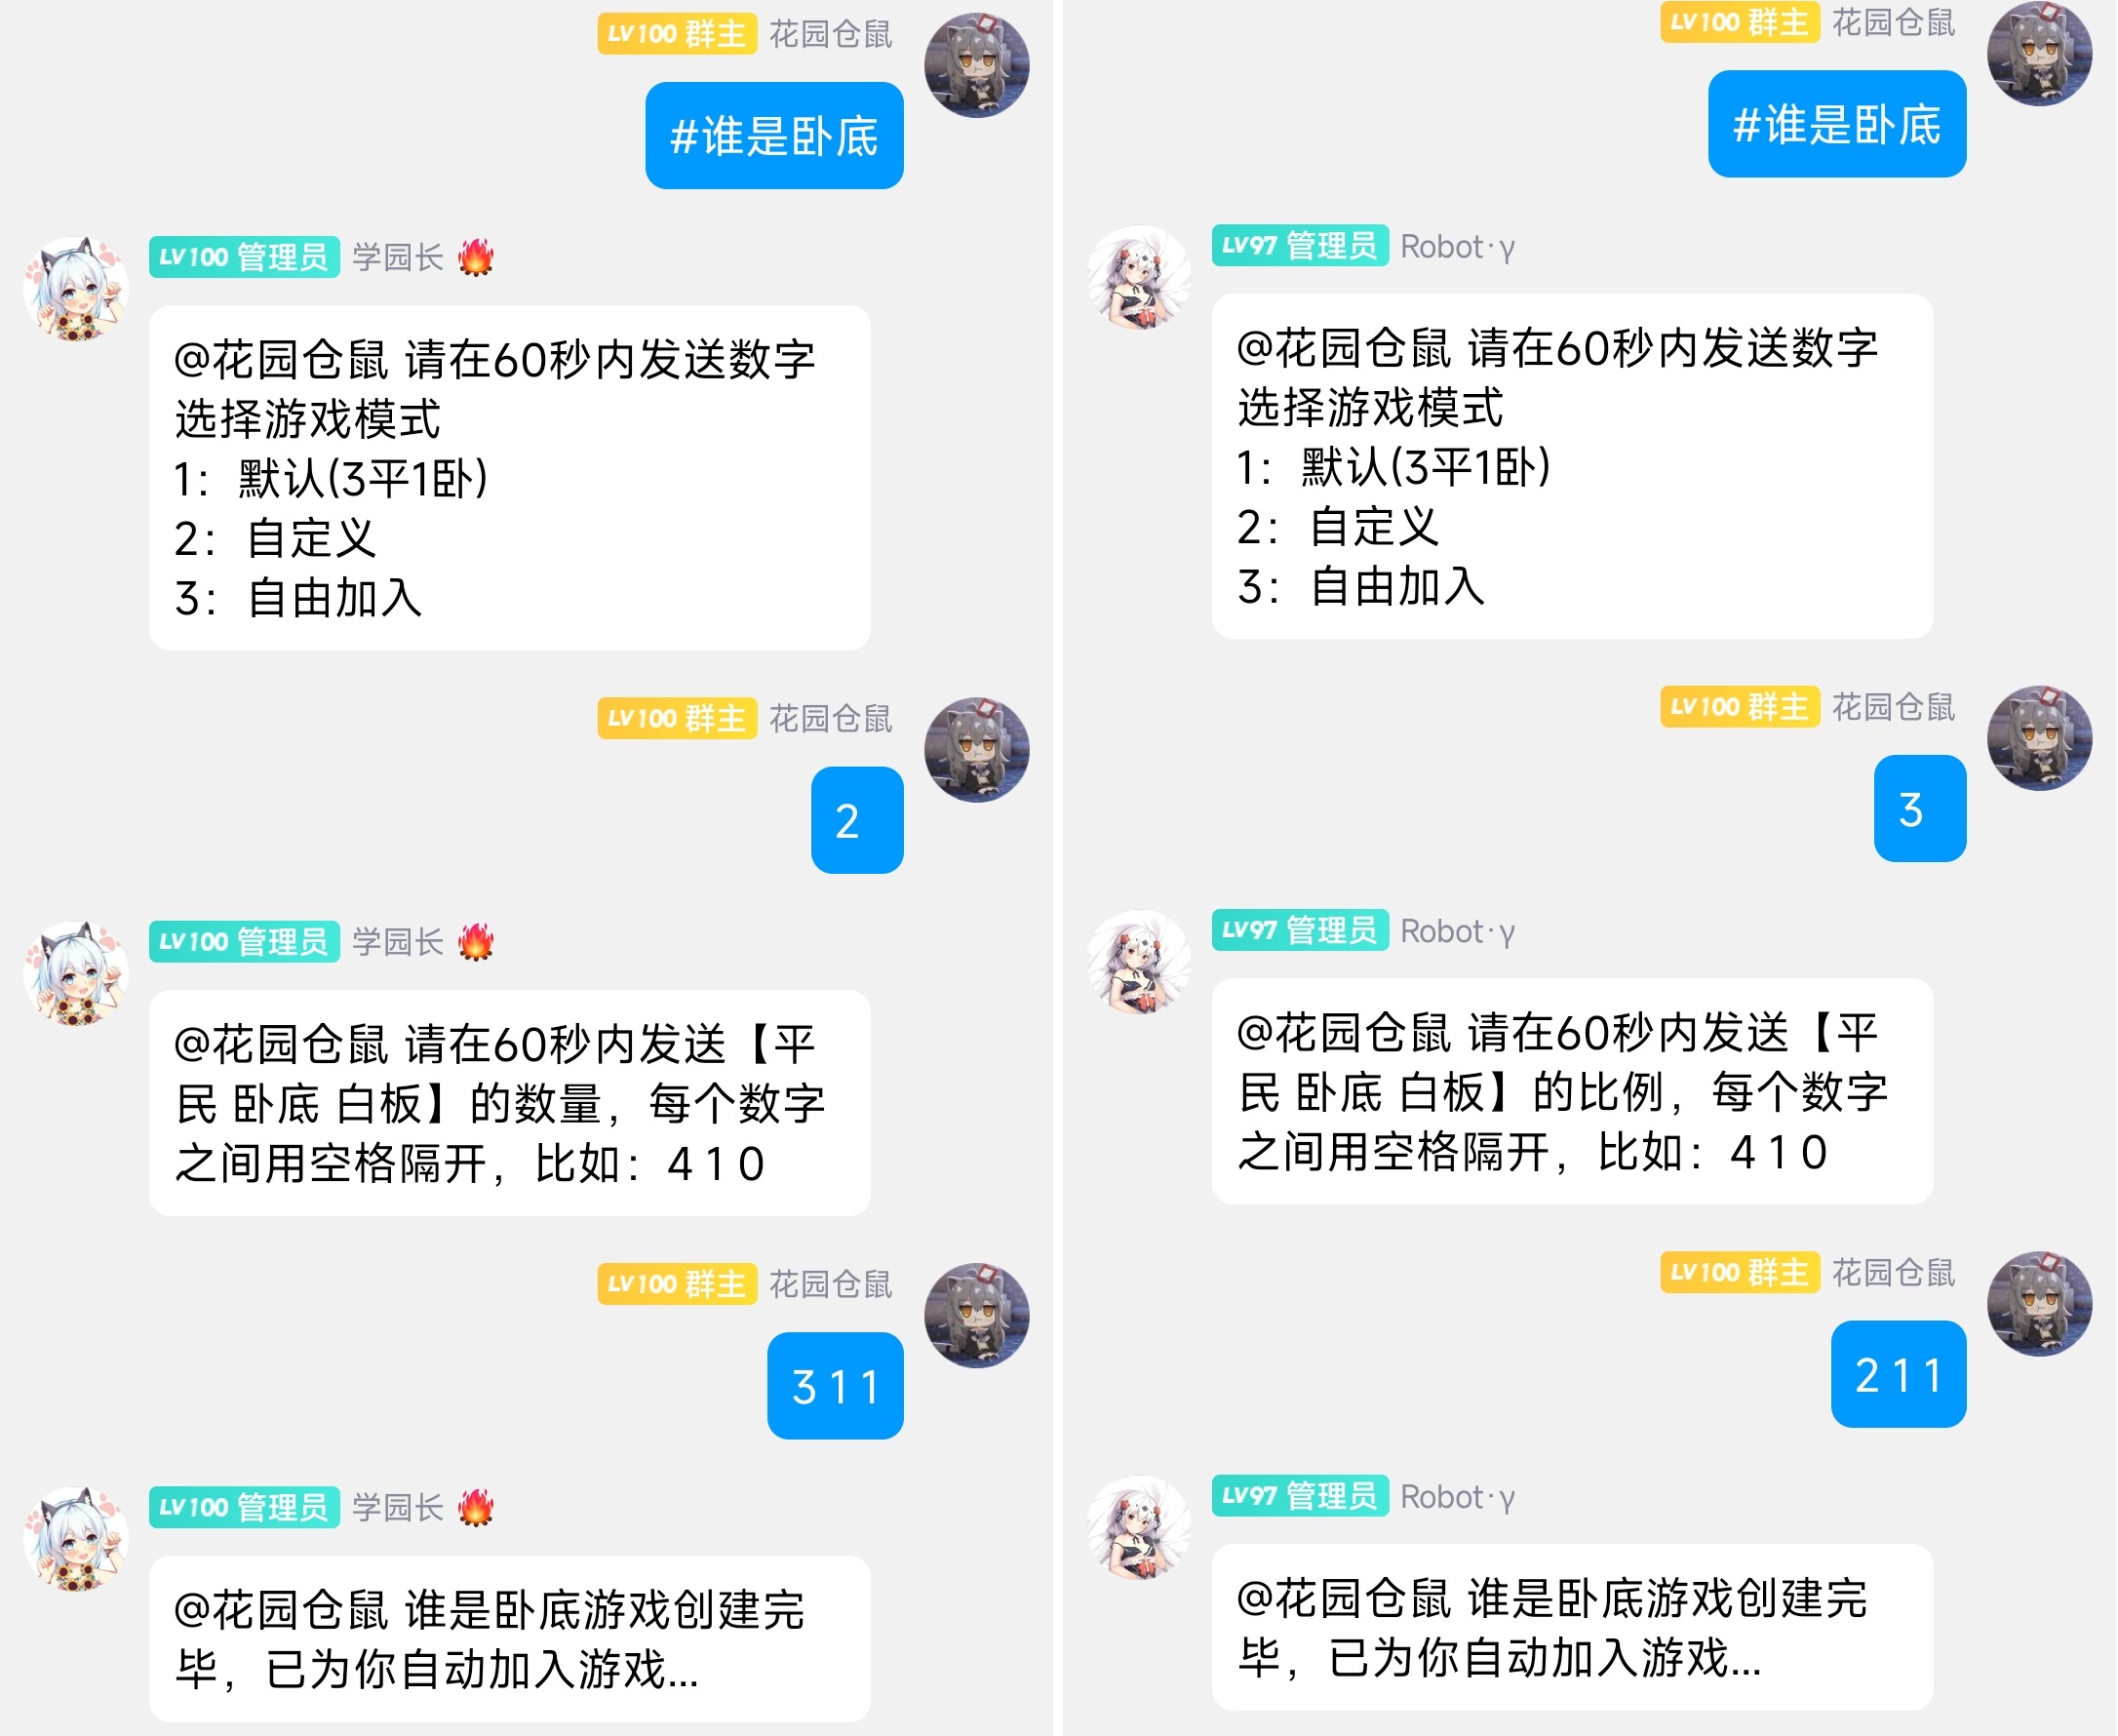 LV100 群主 花园仓鼠
#谁是卧底
LV100 管理员 学园长 🔥
@花园仓鼠 请在60秒内发送数字
选择游戏模式
1：默认(3平1卧)
2：自定义
3：自由加入
LV100 群主 花园仓鼠
2
LV100 管理员 学园长 🔥
@花园仓鼠 请在60秒内发送【平
民 卧底 白板】的数量，每个数字
之间用空格隔开，比如：4 1 0
LV100 群主 花园仓鼠
3 1 1
LV100 管理员 学园长 🔥
@花园仓鼠 谁是卧底游戏创建完
毕，已为你自动加入游戏...
LV100 群主 花园仓鼠
#谁是卧底
LV97 管理员 Robot·γ
@花园仓鼠 请在60秒内发送数字
选择游戏模式
1：默认(3平1卧)
2：自定义
3：自由加入
LV100 群主 花园仓鼠
3
LV97 管理员 Robot·γ
@花园仓鼠 请在60秒内发送【平
民 卧底 白板】的比例，每个数字
之间用空格隔开，比如：4 1 0
LV100 群主 花园仓鼠
2 1 1
LV97 管理员 Robot·γ
@花园仓鼠 谁是卧底游戏创建完
毕，已为你自动加入游戏...